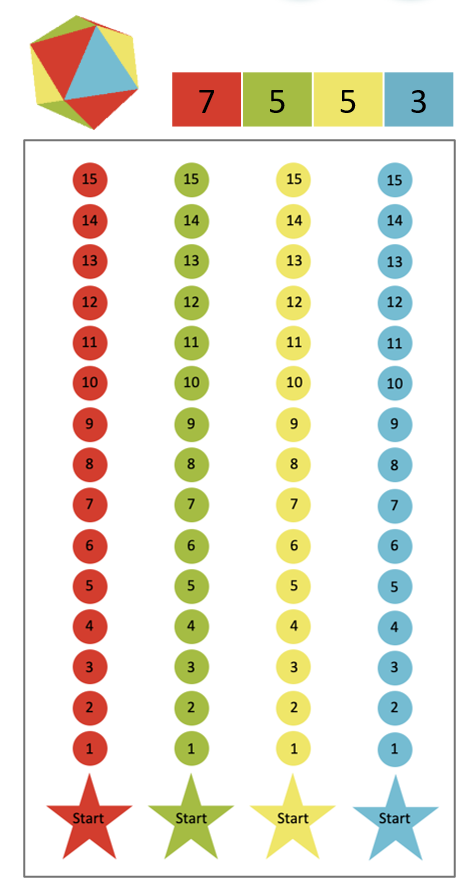 7 5 5 3
15 15 15 15
14 14 14 14
13 13 13 13
12 12 12 12
11 11 11 11
10 10 10 10
9 9 9 9
8 8 8 8
7 7 7 7
6 6 6 6
5 5 5 5
4 4 4 4
3 3 3 3
2 2 2 2
1 1 1 1
Start Start Start Start